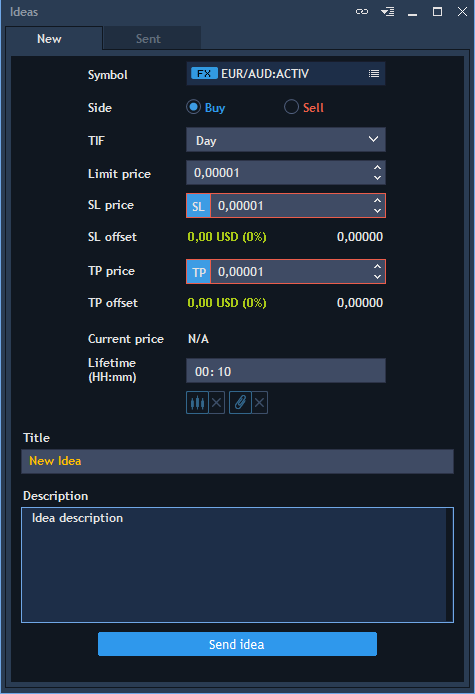 Ideas
New Sent
Symbol FX EUR/AUD:ACTIV
Side Buy Sell
TIF Day
Limit price 0,00001
SL price SL 0,00001
SL offset 0,00 USD (0%) 0,00000
TP price TP 0,00001
TP offset 0,00 USD (0%) 0,00000
Current price N/A
Lifetime
(HH:mm) 00: 10
Title
New Idea
Description
Idea description
Send idea